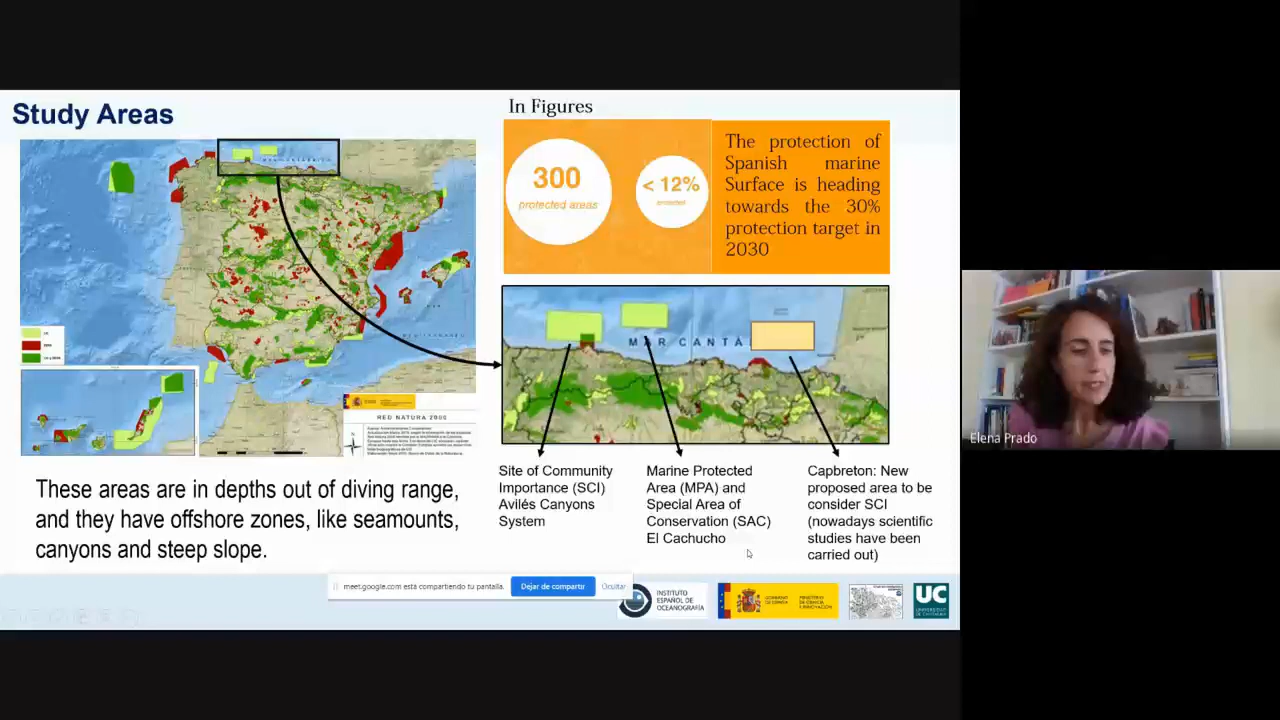 Study Areas
In Figures
300
protected areas
< 12%
protected
The protection of
Spanish marine
Surface is heading
towards the 30%
protection target in
2030
RED NATURA 2000
MAR CANTÁ
Site of Community
Importance (SCI)
Avilés Canyons
System
Marine Protected
Area (MPA) and
Special Area of
Conservation (SAC)
El Cachucho
Capbreton: New
proposed area to be
consider SCI
(nowadays scientific
studies have been
carried out)
These areas are in depths out of diving range,
and they have offshore zones, like seamounts,
canyons and steep slope.
meet.google.com está compartiendo tu pantalla.
Dejar de compartir
Ocultar
INSTITUTO
ESPAÑOL DE
OCEANOGRAFÍA
GOBIERNO
DE ESPAÑA
MINISTERIO
DE CIENCIA
E INNOVACIÓN
UC
UNIVERSIDAD
DE CANTABRIA
Elena Prado